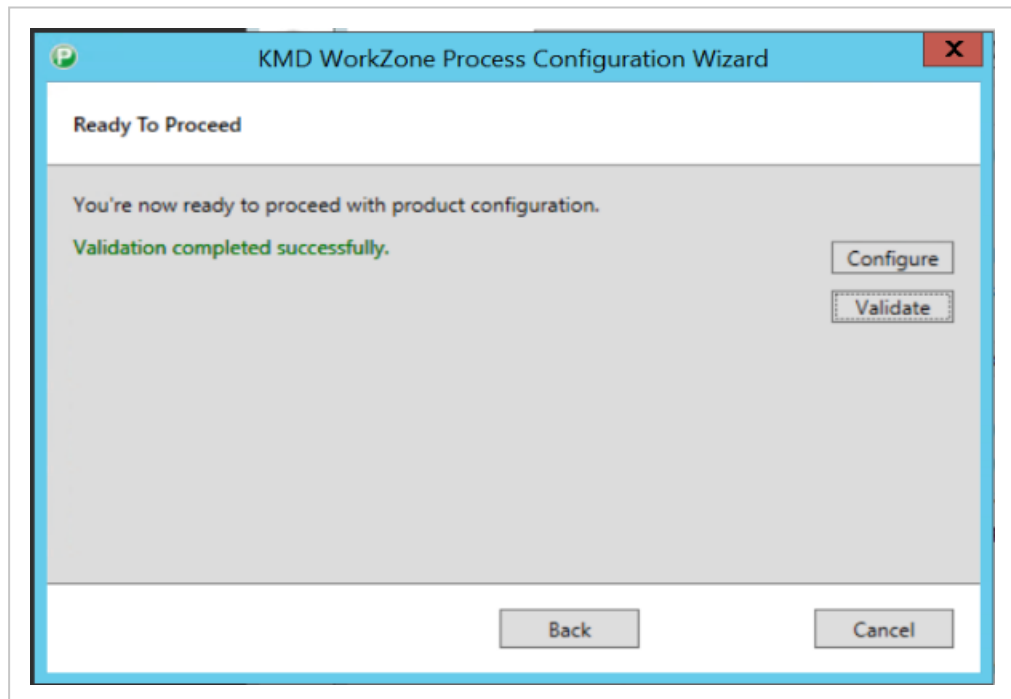 P
KMD WorkZone Process Configuration Wizard
X
Ready To Proceed
You're now ready to proceed with product configuration.
Validation completed successfully.
Configure
Validate
Back
Cancel